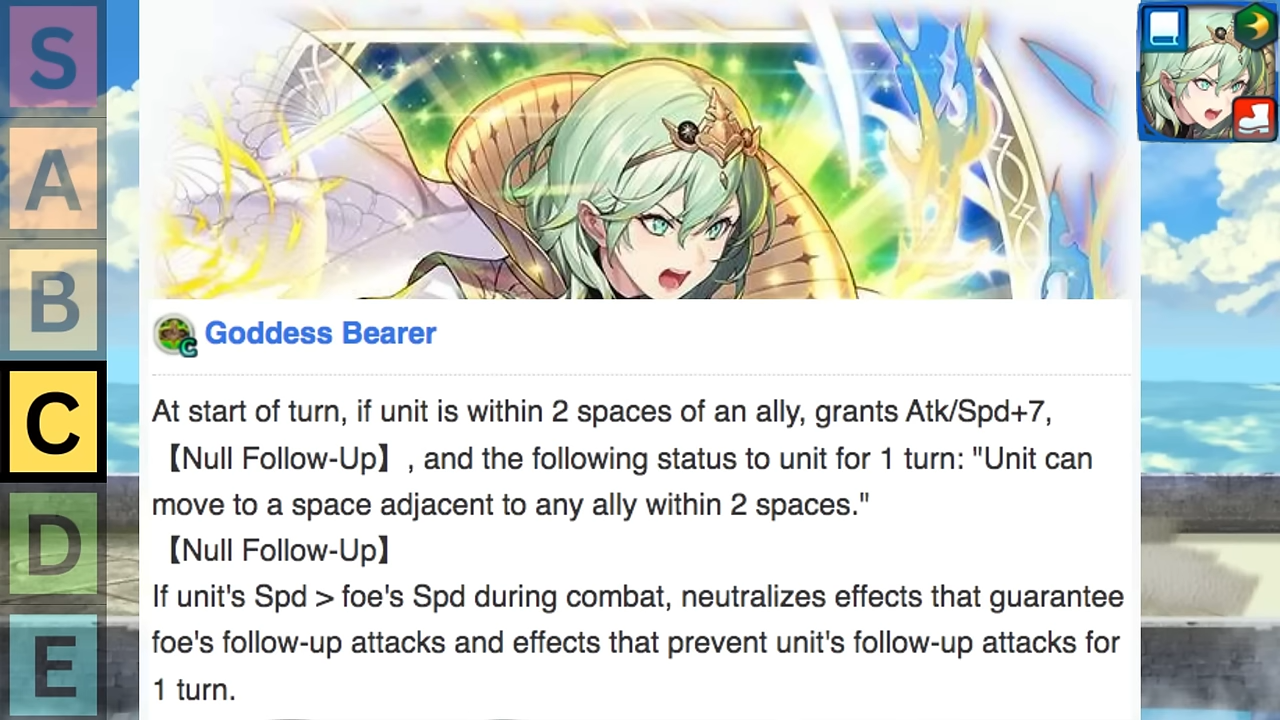 S
A
B
C
D
E
C
Goddess Bearer
At start of turn, if unit is within 2 spaces of an ally, grants Atk/Spd+7,
【Null Follow-Up】, and the following status to unit for 1 turn: "Unit can
move to a space adjacent to any ally within 2 spaces."
【Null Follow-Up】
If unit's Spd > foe's Spd during combat, neutralizes effects that guarantee
foe's follow-up attacks and effects that prevent unit's follow-up attacks for
1 turn.